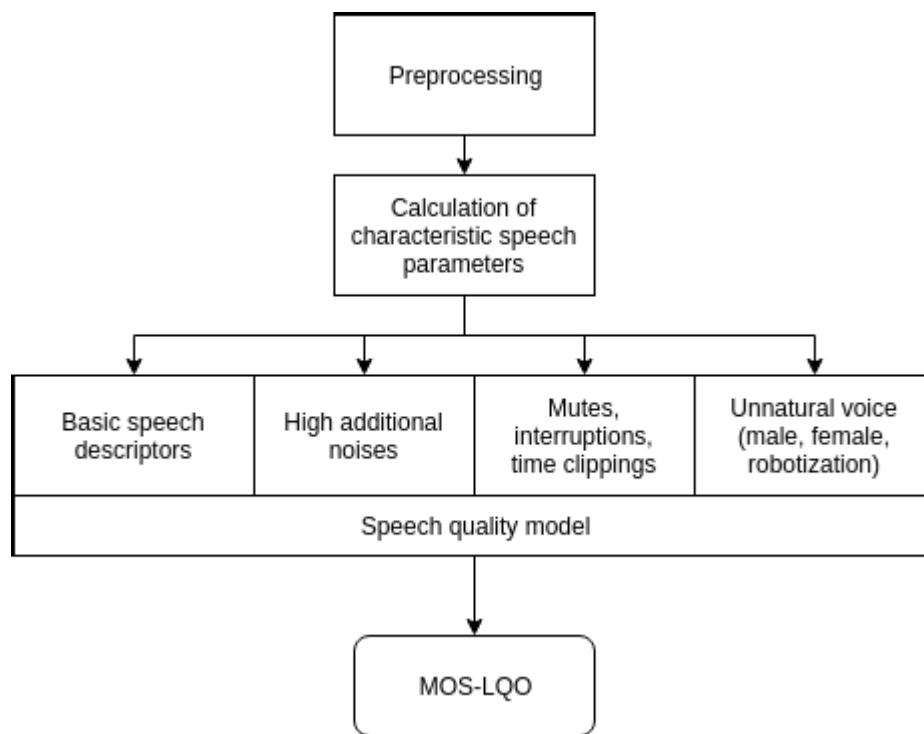 Preprocessing
Calculation of
characteristic speech
parameters
Basic speech
descriptors
High additional
noises
Mutes,
interruptions,
time clippings
Unnatural voice
(male, female,
robotization)
Speech quality model
MOS-LQO